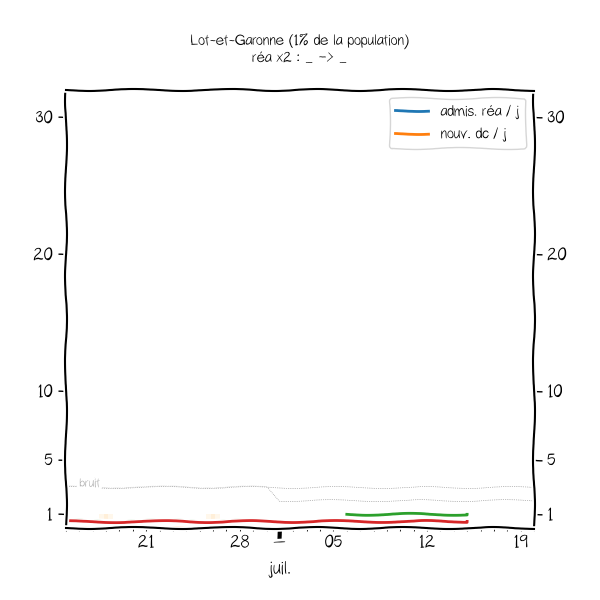 Lot-et-Garonne (1% de la population)
réa x2 : _ -> _
admis. réa / j
nouv. dc / j
30
30
20
20
10
10
5
5
bruit
1
1
21 28 05 12 19
juil.